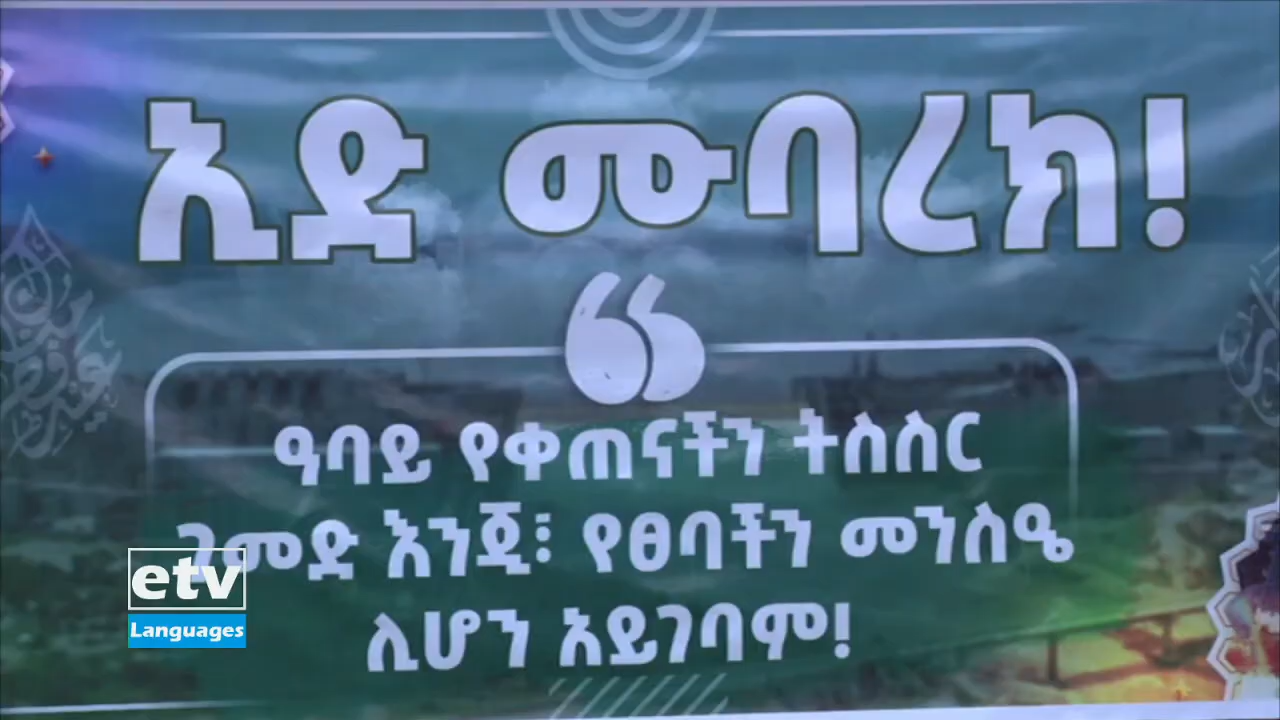 ኢድ ሙባረክ!
ዓባይ የቀጠናችን ትስስር
ገመድ እንጂ፣ የፀባችን መንስዔ
ሊሆን አይገባም!
etv
Languages